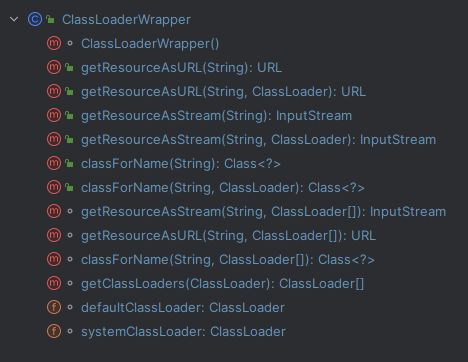 ClassLoaderWrapper
ClassLoaderWrapper()
getResourceAsURL(String): URL
getResourceAsURL(String, ClassLoader): URL
getResourceAsStream(String): InputStream
getResourceAsStream(String, ClassLoader): InputStream
classForName(String): Class<?>
classForName(String, ClassLoader): Class<?>
getResourceAsStream(String, ClassLoader[]): InputStream
getResourceAsURL(String, ClassLoader[]): URL
classForName(String, ClassLoader[]): Class<?>
getClassLoaders(ClassLoader): ClassLoader[]
defaultClassLoader: ClassLoader
systemClassLoader: ClassLoader